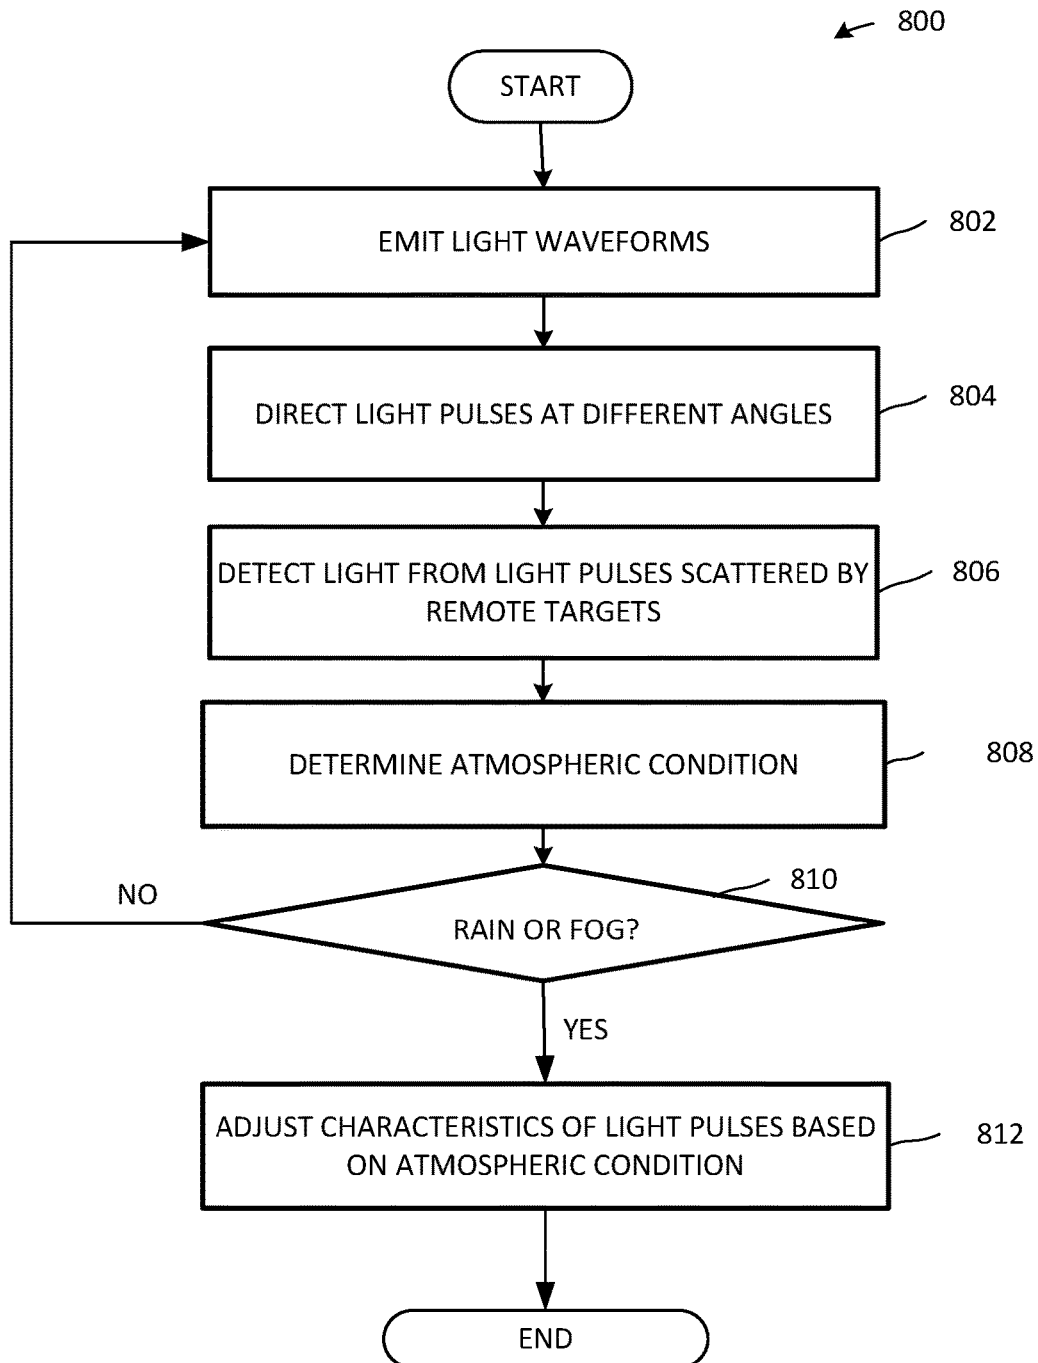 800
START
EMIT LIGHT WAVEFORMS
802
DIRECT LIGHT PULSES AT DIFFERENT ANGLES
804
DETECT LIGHT FROM LIGHT PULSES SCATTERED BY
REMOTE TARGETS
806
DETERMINE ATMOSPHERIC CONDITION
808
810
NO
RAIN OR FOG?
YES
ADJUST CHARACTERISTICS OF LIGHT PULSES BASED
ON ATMOSPHERIC CONDITION
812
END